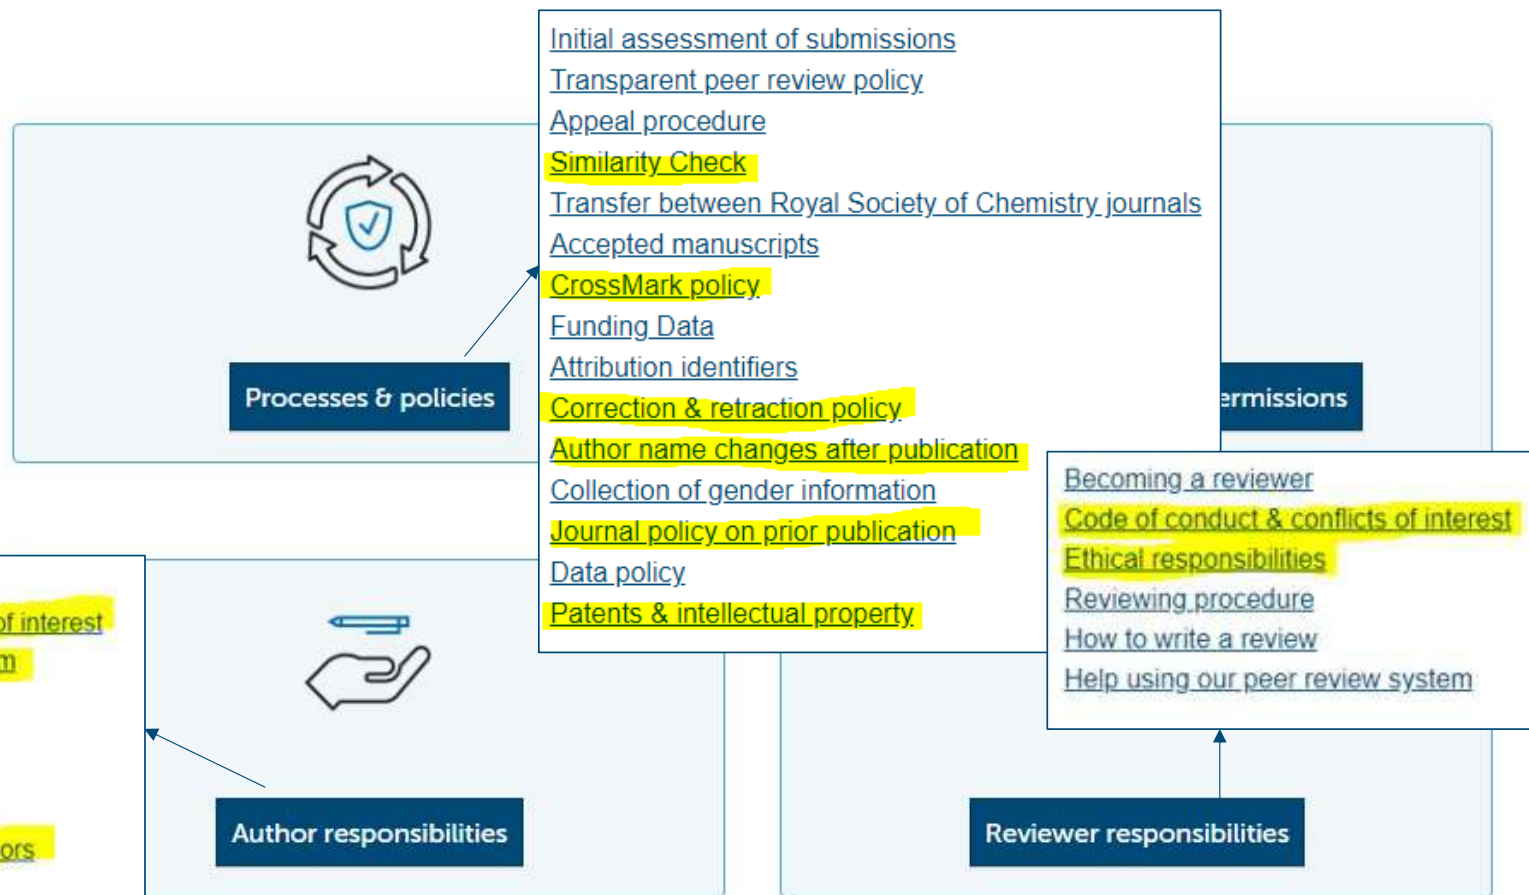 Initial assessment of submissions
Transparent peer review policy
Appeal procedure
Similarity Check
Transfer between Royal Society of Chemistry journals
Accepted manuscripts
CrossMark policy
Funding Data
Attribution identifiers
Correction & retraction policy
Author name changes after publication
Collection of gender information
Journal policy on prior publication
Data policy
Patents & intellectual property
Processes & policies
ermissions
Becoming a reviewer
Code of conduct & conflicts of interest
Ethical responsibilities
Reviewing procedure
How to write a review
Help using our peer review system
of interest
m
ors
Author responsibilities
Reviewer responsibilities